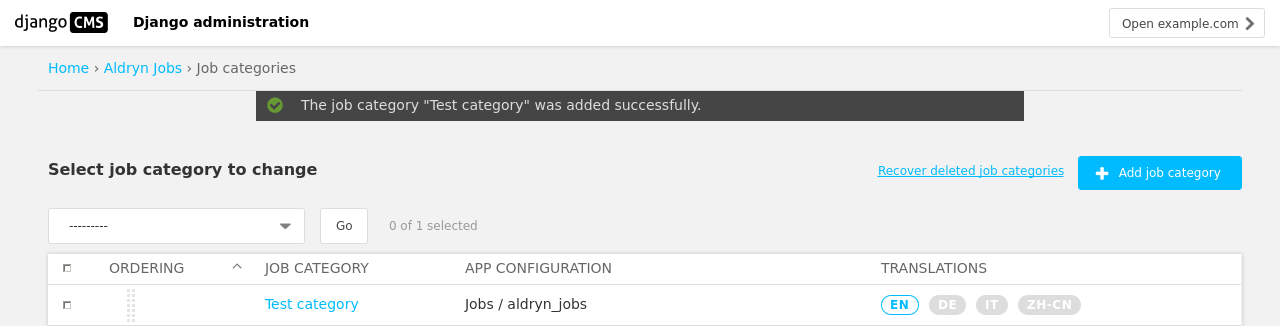 django CMS Django administration Open example.com
Home › Aldryn Jobs › Job categories
The job category "Test category" was added successfully.
Select job category to change Recover deleted job categories Add job category
--------- Go 0 of 1 selected
ORDERING JOB CATEGORY APP CONFIGURATION TRANSLATIONS
Test category Jobs / aldryn_jobs EN DE IT ZH-CN